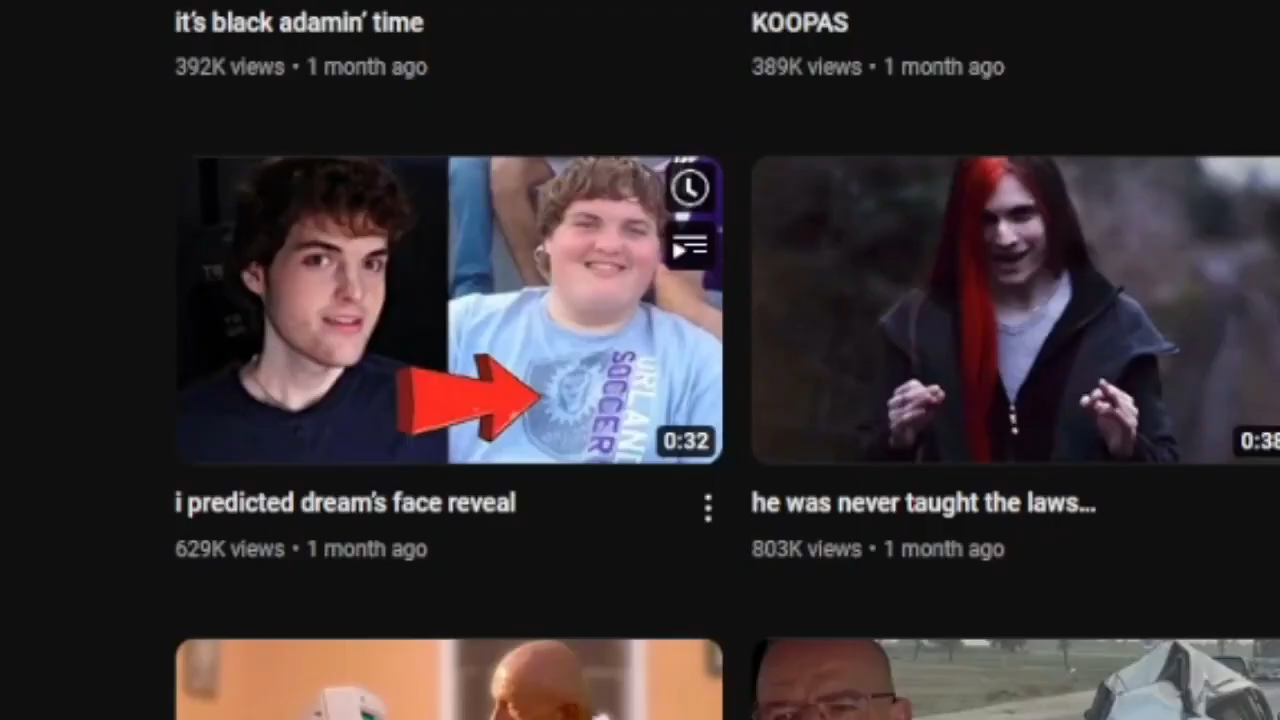 it's black adamin' time
KOOPAS
392K views • 1 month ago
389K views • 1 month ago
SOCCER
0:32
0:38
i predicted dream's face reveal
he was never taught the laws...
629K views • 1 month ago
803K views • 1 month ago